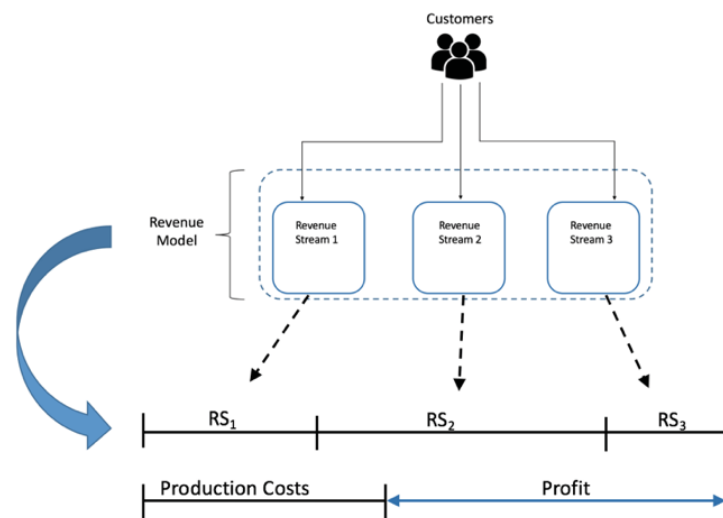 Customers
Revenue
Model
Revenue
Stream 1
Revenue
Stream 2
Revenue
Stream 3
RS₁
RS₂
RS₃
Production Costs
Profit